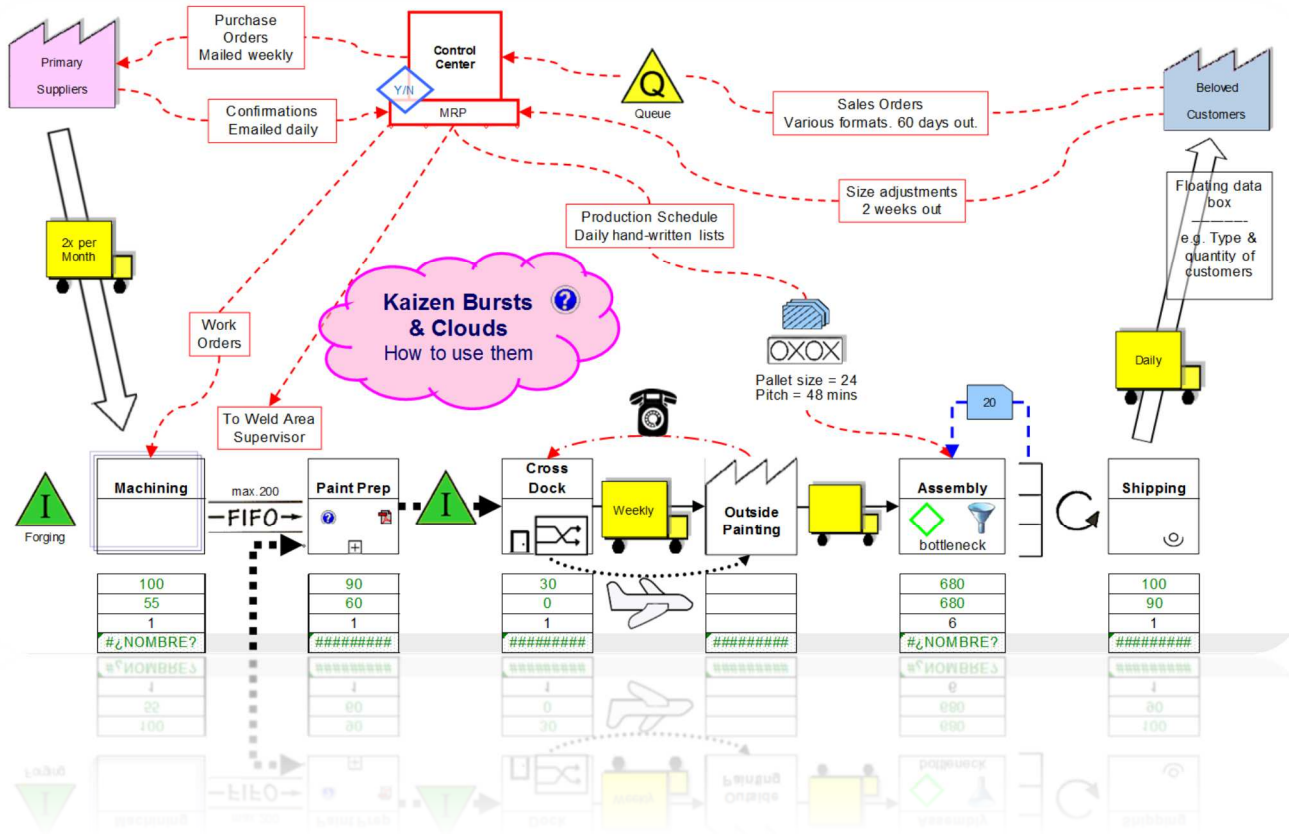 Purchase
Orders
Mailed weekly
Primary
Suppliers
Confirmations
Emailed daily
Control
Center
Y/N
MRP
Q
Queue
Sales Orders
Various formats. 60 days out.
Beloved
Customers
Size adjustments
2 weeks out
Floating data
box
-----------
e.g. Type &
quantity of
customers
Production Schedule
Daily hand-written lists
2x per
Month
Kaizen Bursts
& Clouds
How to use them
?
Work
Orders
To Weld Area
Supervisor
OXOX
Pallet size = 24
Pitch = 48 mins
Daily
20
I
Forging
Machining
max.200
FIFO
Paint Prep
?
I
Cross
Dock
Weekly
Outside
Painting
Assembly
bottleneck
Shipping
100
55
1
#¿NOMBRE?
90
60
1
#########
30
0
1
#########
#########
680
680
6
#¿NOMBRE?
100
90
1
#########